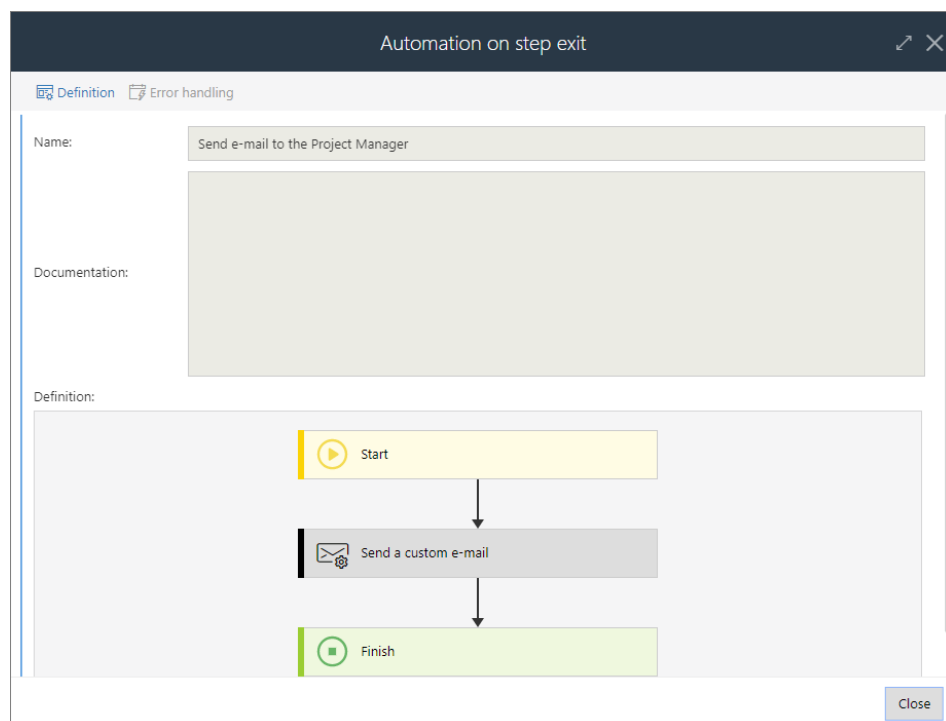 Automation on step exit
Definition Error handling
Name: Send e-mail to the Project Manager
Documentation:
Definition:
Start
Send a custom e-mail
Finish
Close